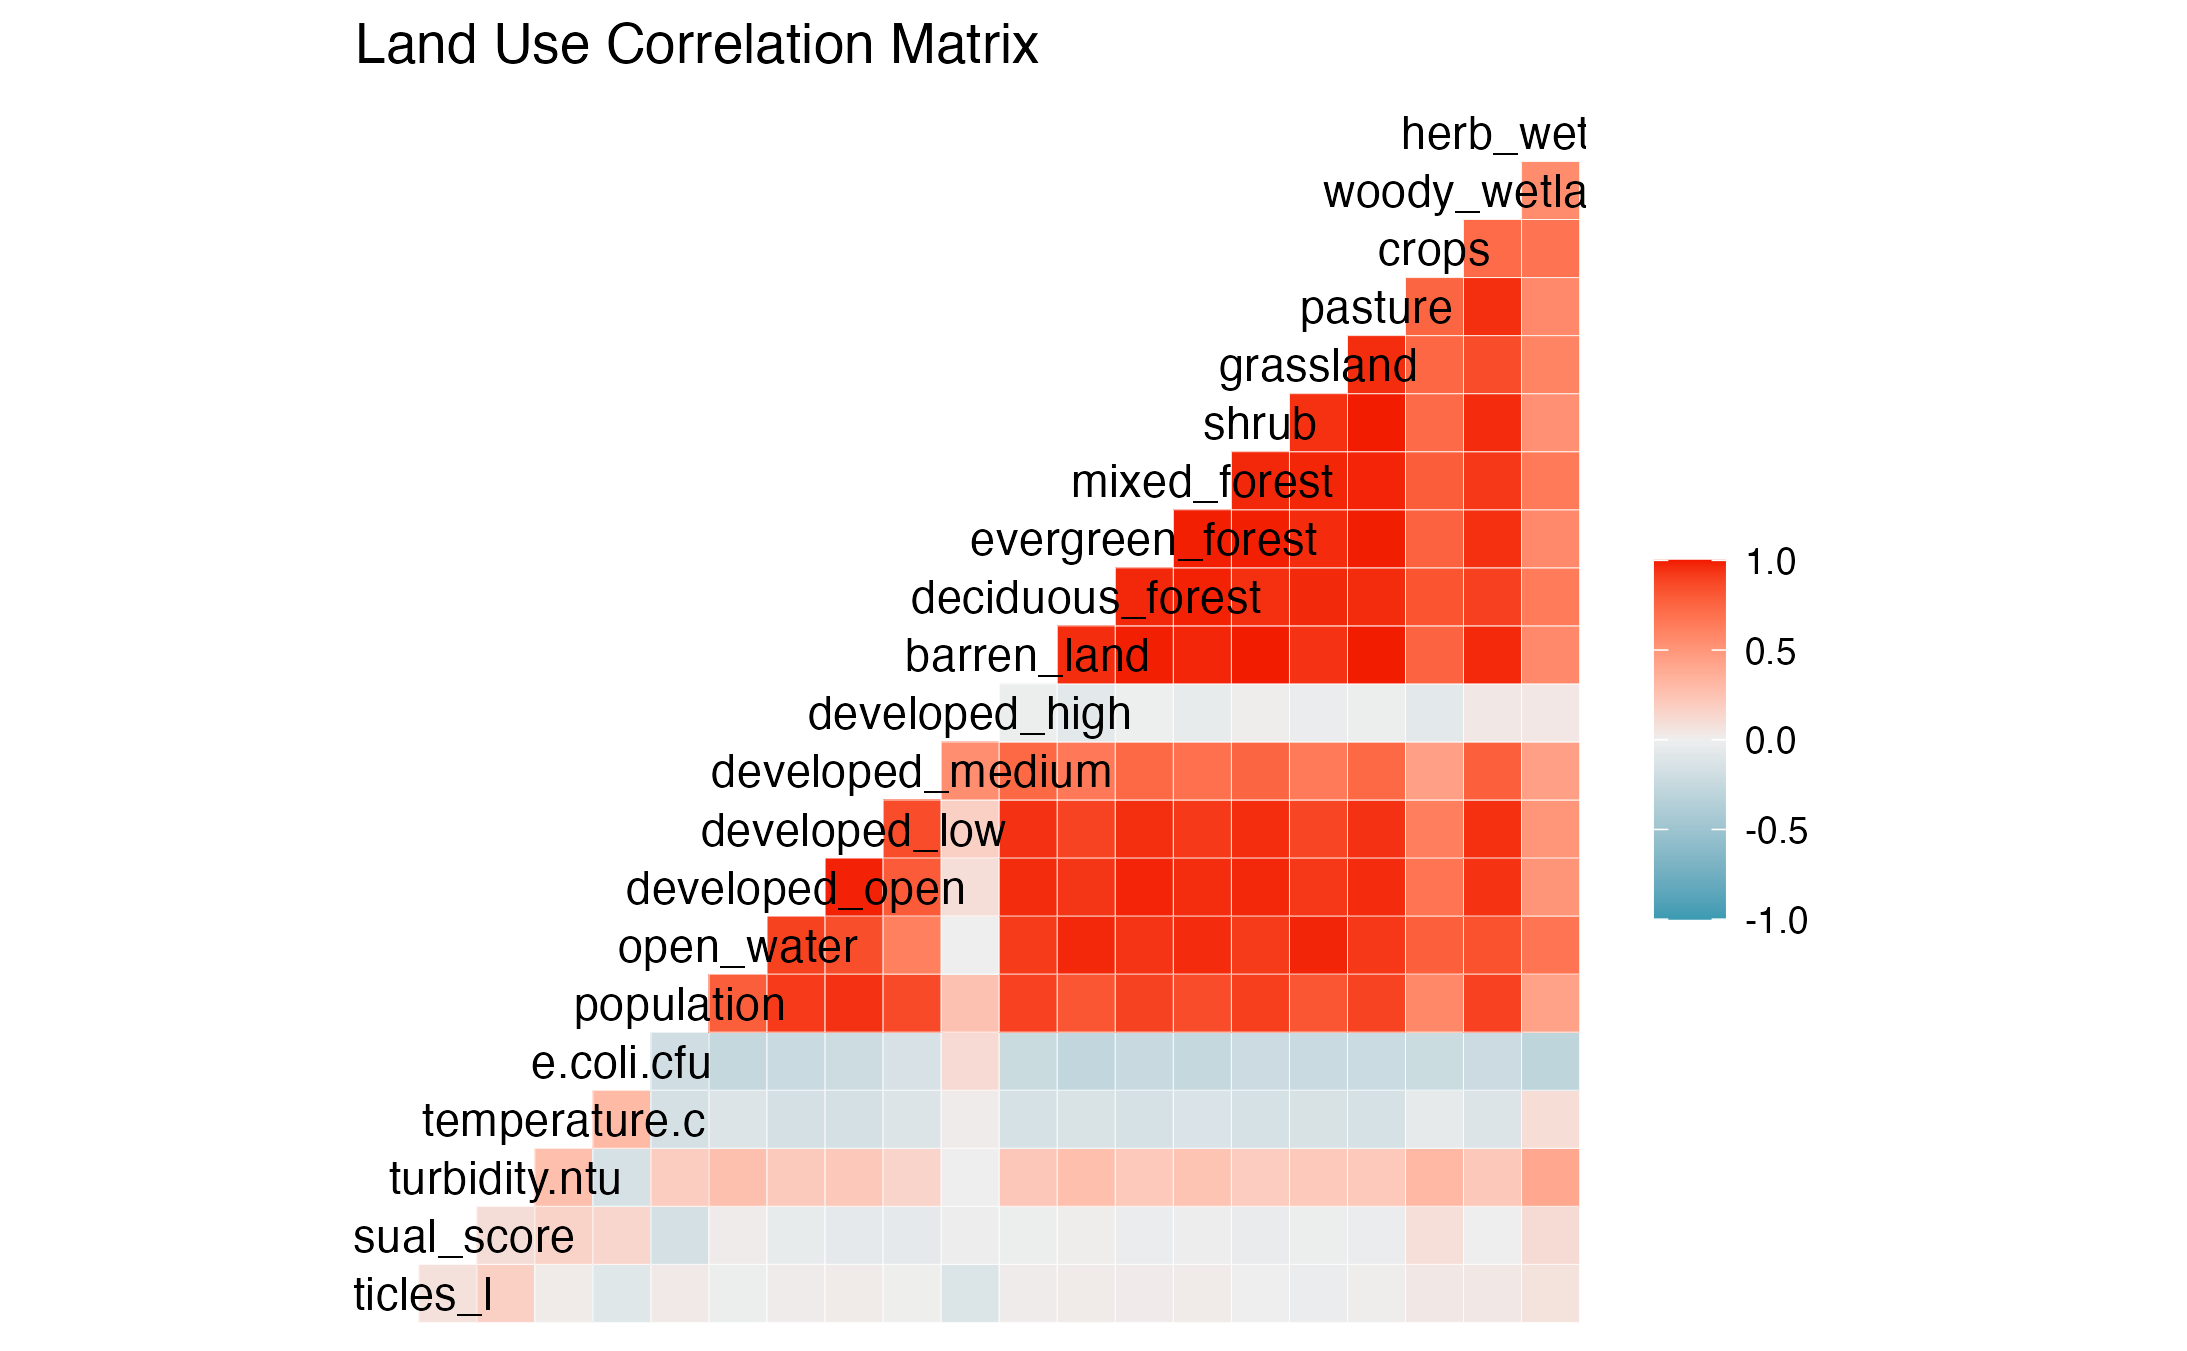 Land Use Correlation Matrix
herb_wet
woody_wetla
crops
pasture
grassland
shrub
mixed_forest
evergreen_forest
deciduous_forest
barren_land
developed_high
developed_medium
developed_low
developed_open
open_water
population
e.coli.cfu
temperature.c
turbidity.ntu
sual_score
ticles_l
1.0
0.5
0.0
-0.5
-1.0